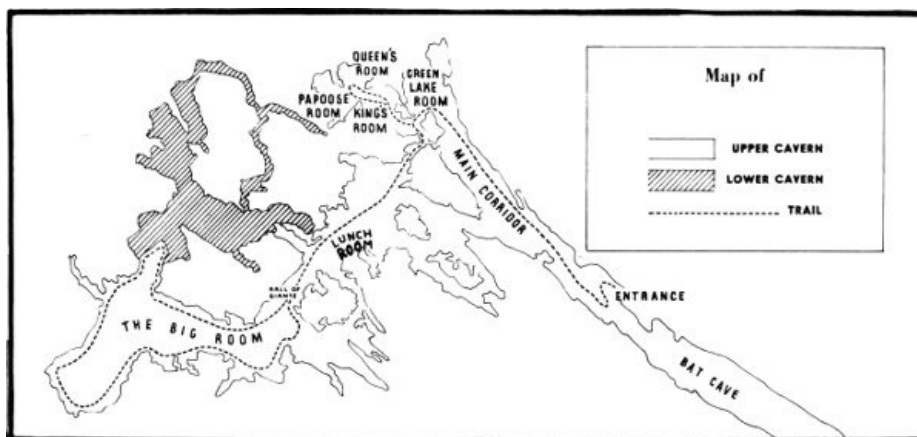 QUEEN'S
ROOM
GREEN
LAKE
ROOM
PAPOOSE
ROOM
KINGS
ROOM
Map of
UPPER CAVERN
LOWER CAVERN
TRAIL
MAIN CORRIDOR
LUNCH
ROOM
HALL OF
GIANTS
ENTRANCE
THE BIG ROOM
BAT CAVE